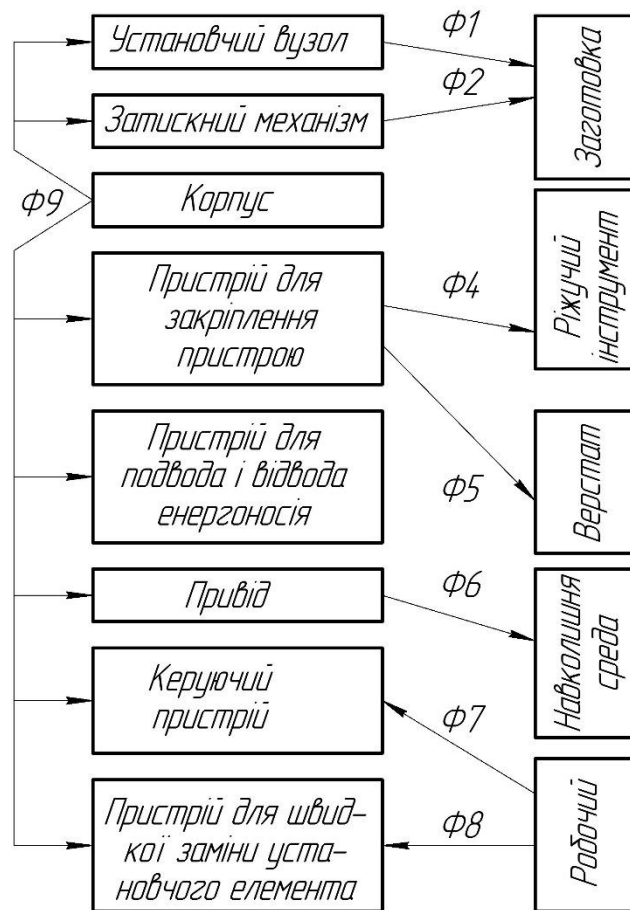 Установчий вузол
Ф1
Затискний механізм
Ф2
Заготовка
Корпус
Ф9
Пристрій для
закріплення
пристрою
Ф4
Ріжучий
інструмент
Пристрій для
подвода і відвода
енергоносія
Ф5
Верстат
Привід
Ф6
Навколишня
среда
Керуючий
пристрій
Ф7
Пристрій для швид-
кої заміни уста-
новчого елемента
Ф8
Робочий